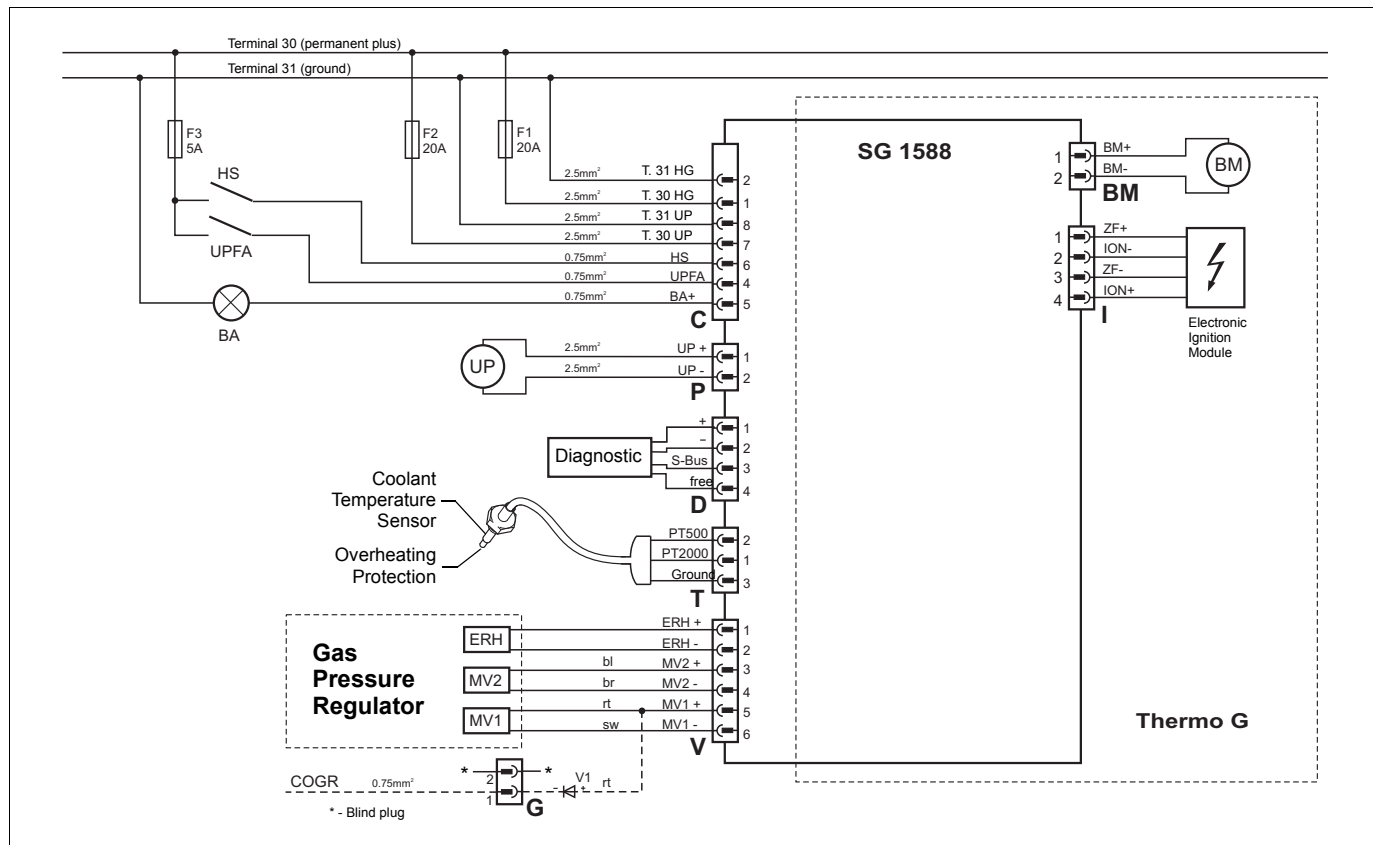 Terminal 30 (permanent plus)
Terminal 31 (ground)
F3
5A
F2
20A
F1
20A
HS
UPFA
BA
2.5mm² T. 31 HG 2
2.5mm² T. 30 HG 1
2.5mm² T. 31 UP 8
2.5mm² T. 30 UP 7
0.75mm² HS 6
0.75mm² UPFA 4
0.75mm² BA+ 5
C
SG 1588
1 BM+
2 BM-
BM
BM
1 ZF+
2 ION-
3 ZF-
4 ION+
I
Electronic
Ignition
Module
UP
2.5mm² UP + 1
2.5mm² UP - 2
P
Diagnostic
+ 1
- 2
S-Bus 3
free 4
D
Coolant
Temperature
Sensor
Overheating
Protection
PT500 2
PT2000 1
Ground 3
T
Gas
Pressure
Regulator
ERH
MV2
MV1
ERH + 1
ERH - 2
bl MV2 + 3
br MV2 - 4
rt MV1 + 5
sw MV1 - 6
V
Thermo G
COGR 0.75mm²
* 2 *
1
G
- V1 + rt
* - Blind plug